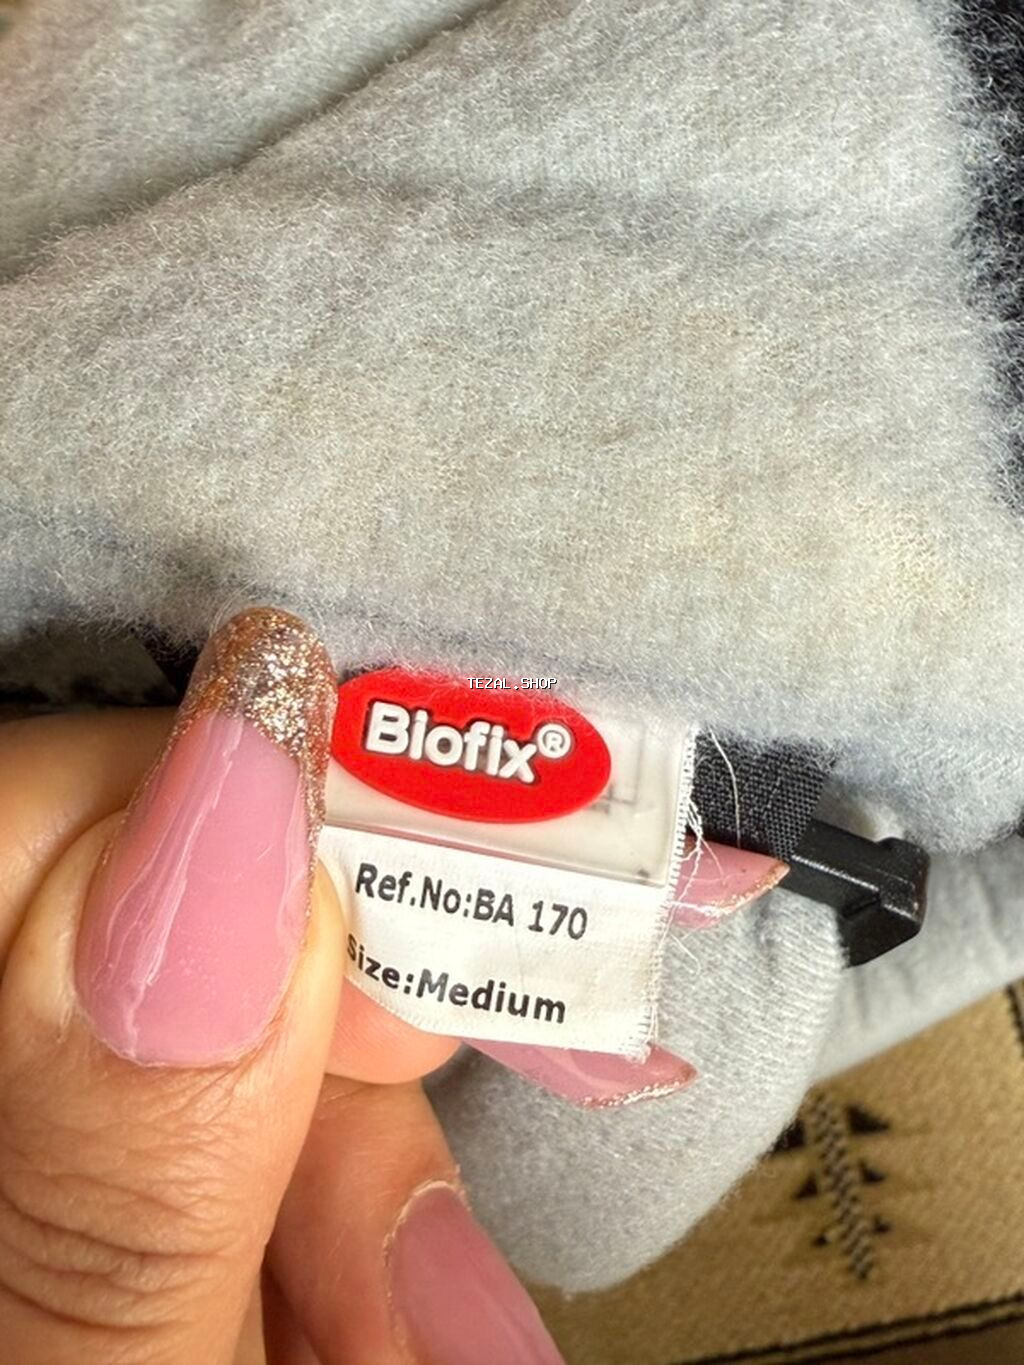 TEZAL.SHOP
Biofix®
Ref.No:BA 170
Size:Medium